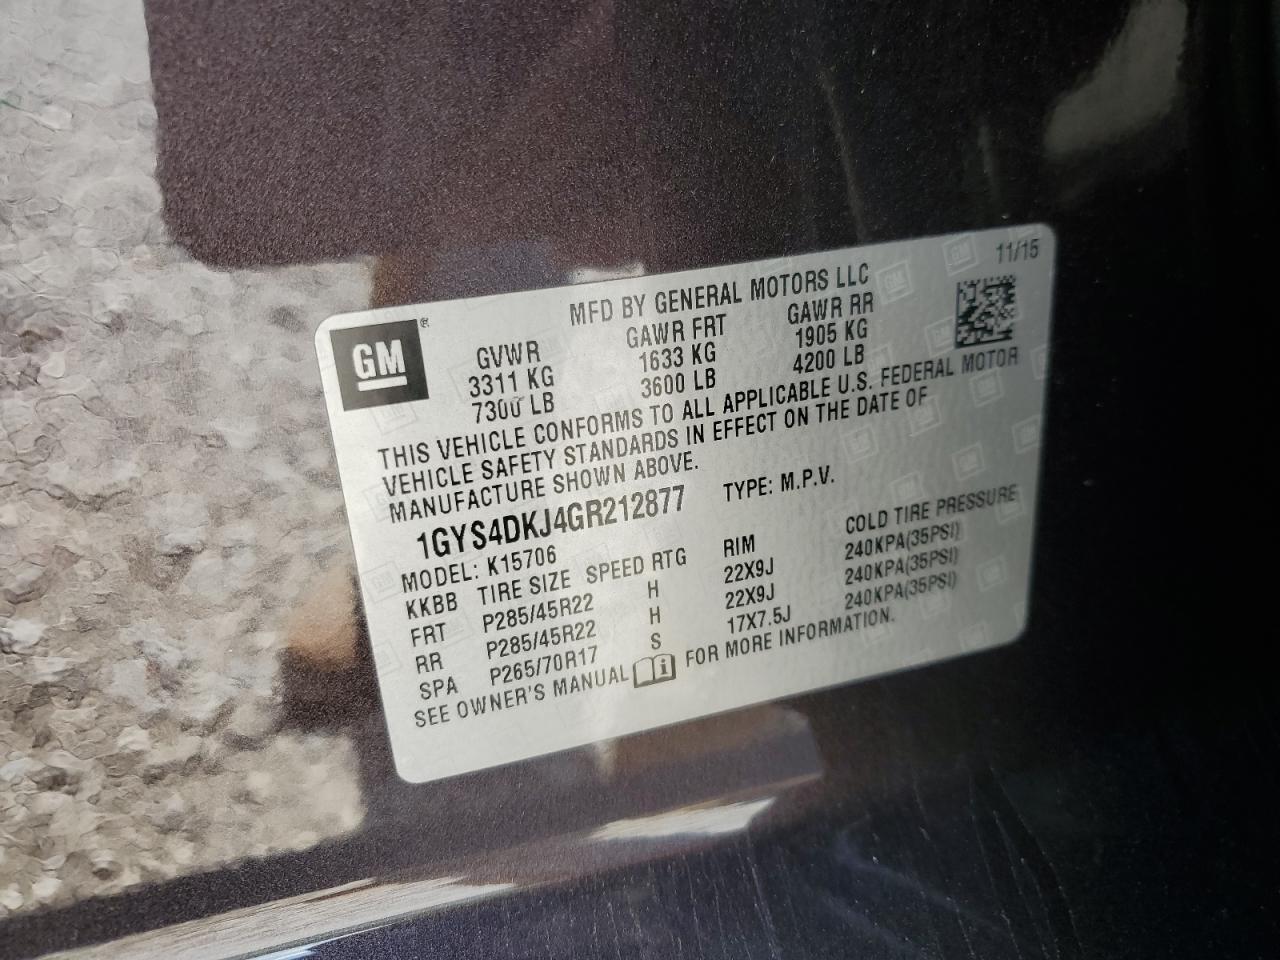 11/15
MFD BY GENERAL MOTORS LLC
GM ®
GVWR GAWR FRT GAWR RR
3311 KG 1633 KG 1905 KG
7300 LB 3600 LB 4200 LB
THIS VEHICLE CONFORMS TO ALL APPLICABLE U.S. FEDERAL MOTOR
VEHICLE SAFETY STANDARDS IN EFFECT ON THE DATE OF
MANUFACTURE SHOWN ABOVE.
1GYS4DKJ4GR212877 TYPE: M.P.V.
MODEL: K15706
KKBB TIRE SIZE SPEED RTG RIM COLD TIRE PRESSURE
FRT P285/45R22 H 22X9J 240KPA(35PSI)
RR P285/45R22 H 22X9J 240KPA(35PSI)
SPA P265/70R17 S 17X7.5J 240KPA(35PSI)
SEE OWNER'S MANUAL FOR MORE INFORMATION.